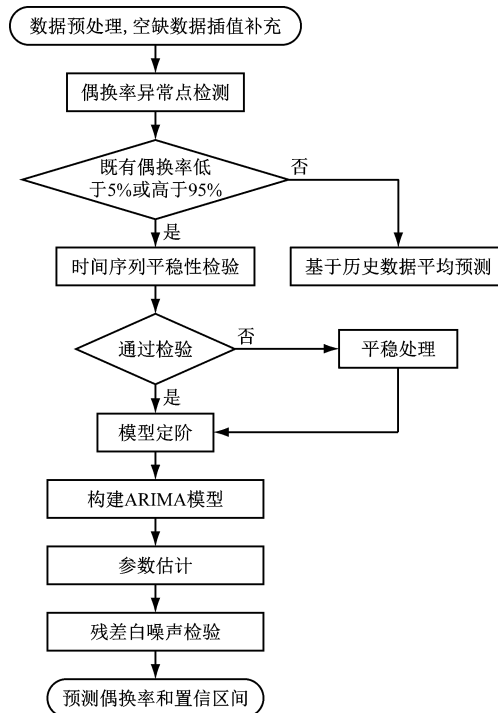 数据预处理,空缺数据插值补充
偶换率异常点检测
既有偶换率低
于5%或高于95%
否
是
时间序列平稳性检验
基于历史数据平均预测
通过检验
否
平稳处理
是
模型定阶
构建ARIMA模型
参数估计
残差白噪声检验
预测偶换率和置信区间